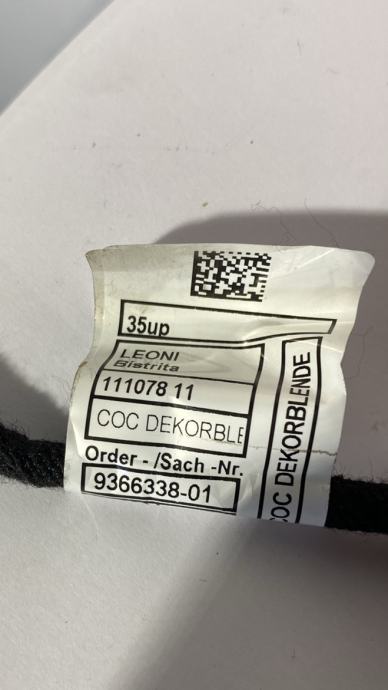 35up
LEONI
Bistrita
111078 11
COC DEKORBLE
Order - /Sach -Nr.
9366338-01
COC DEKORBLENDE